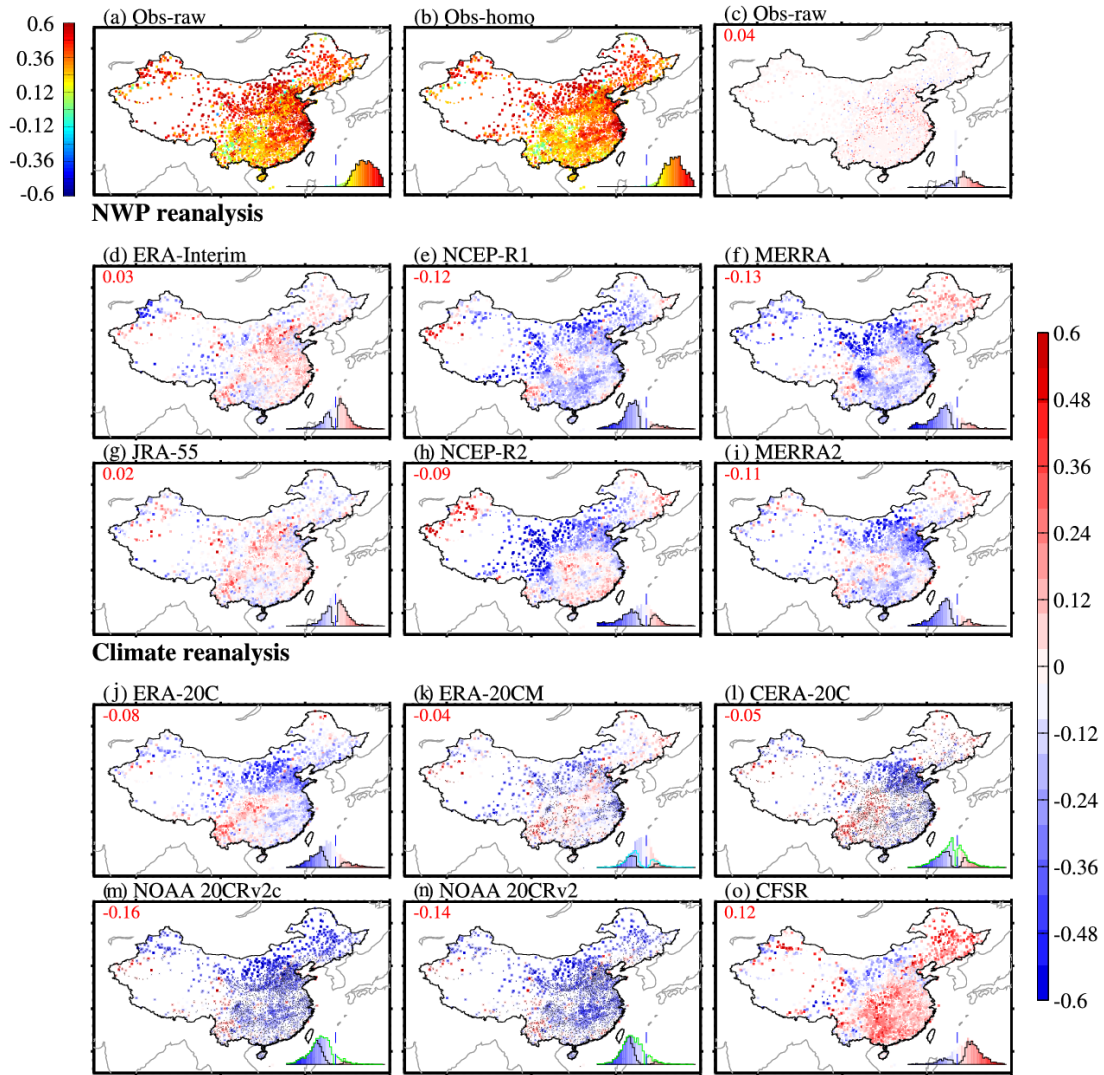 (a) Obs-raw
(b) Obs-homo
(c) Obs-raw
0.6
0.36
0.12
-0.12
-0.36
-0.6
0.04
NWP reanalysis
(d) ERA-Interim
(e) NCEP-R1
(f) MERRA
0.03
-0.12
-0.13
(g) JRA-55
(h) NCEP-R2
(i) MERRA2
0.02
-0.09
-0.11
Climate reanalysis
(j) ERA-20C
(k) ERA-20CM
(l) CERA-20C
-0.08
-0.04
-0.05
(m) NOAA 20CRv2c
(n) NOAA 20CRv2
(o) CFSR
-0.16
-0.14
0.12
0.6
0.48
0.36
0.24
0.12
0
-0.12
-0.24
-0.36
-0.48
-0.6